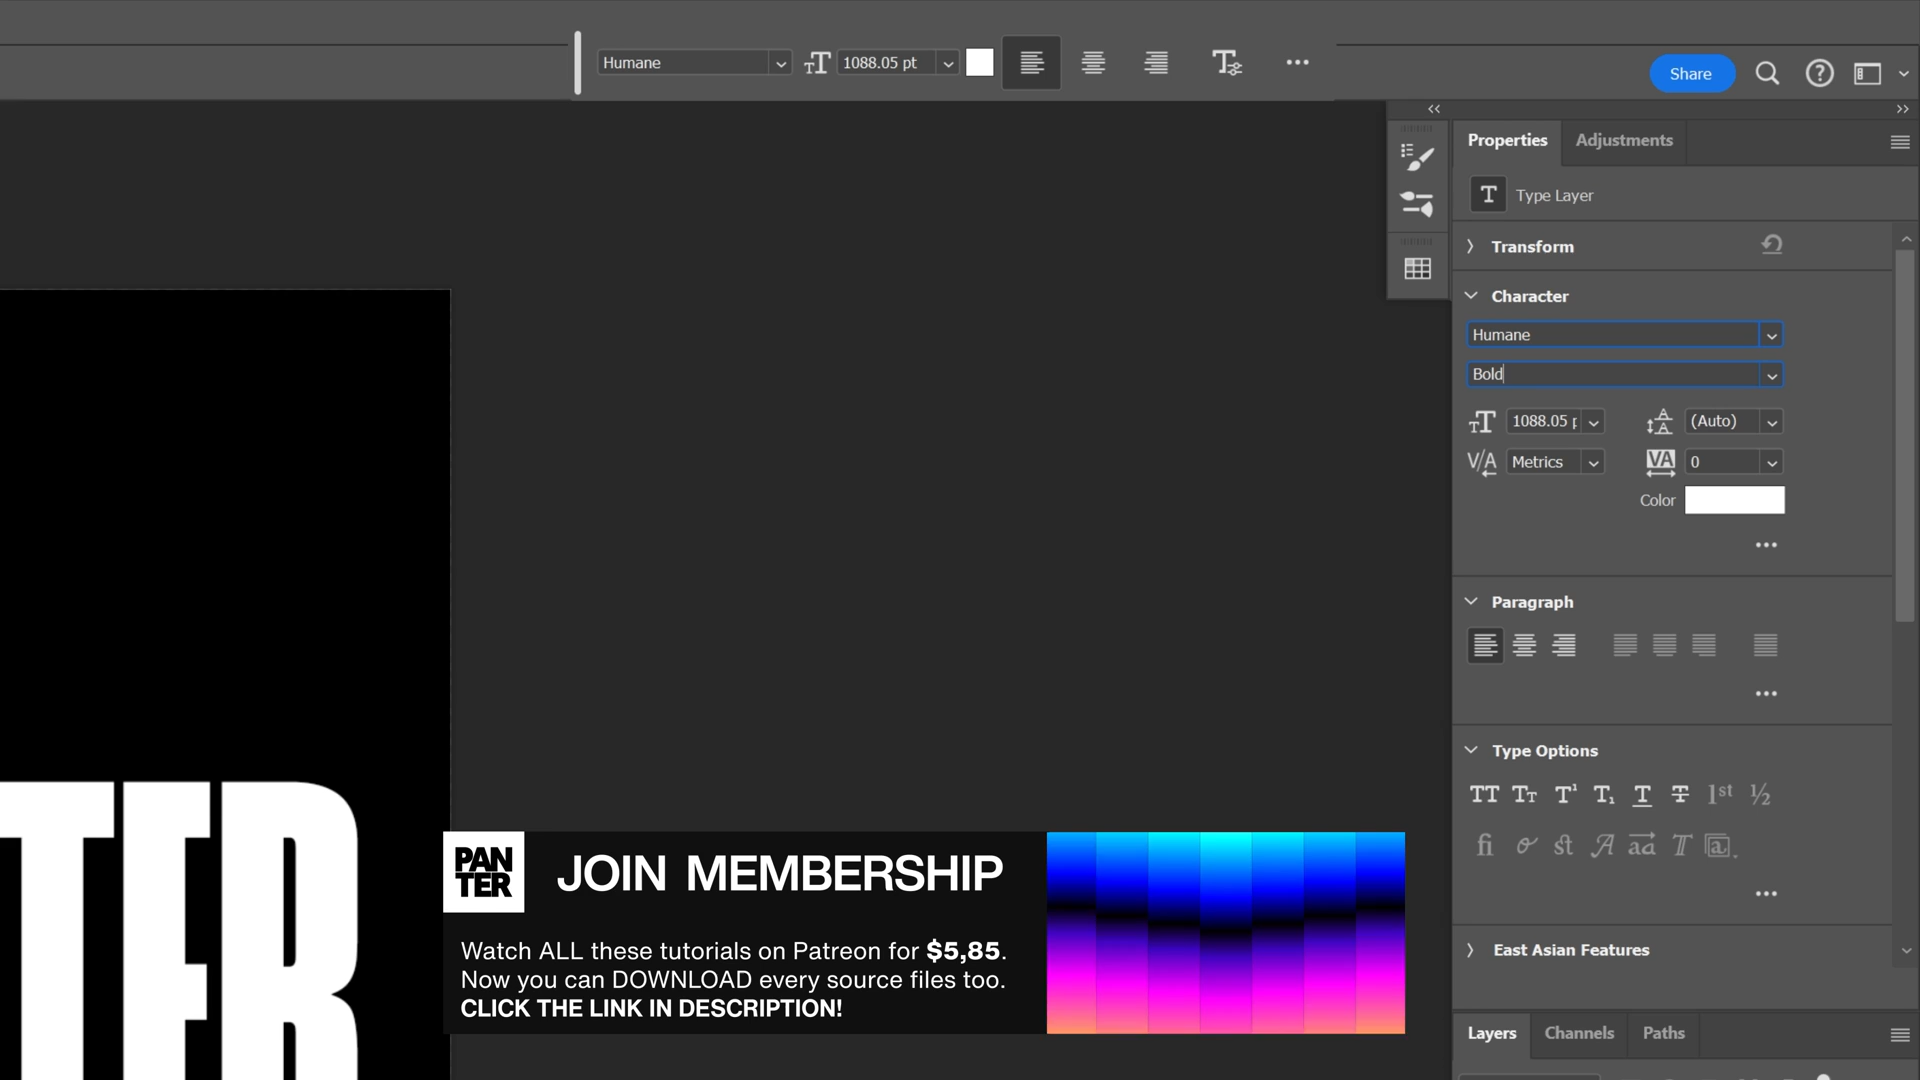 Humane
1088.05 pt
Share
Properties
Adjustments
Type Layer
Transform
Character
Humane
Bold
1088.05 p
(Auto)
Metrics
0
Color
Paragraph
Type Options
East Asian Features
Layers
Channels
Paths
TER
PAN
TER
JOIN MEMBERSHIP
Watch ALL these tutorials on Patreon for $5,85.
Now you can DOWNLOAD every source files too.
CLICK THE LINK IN DESCRIPTION!